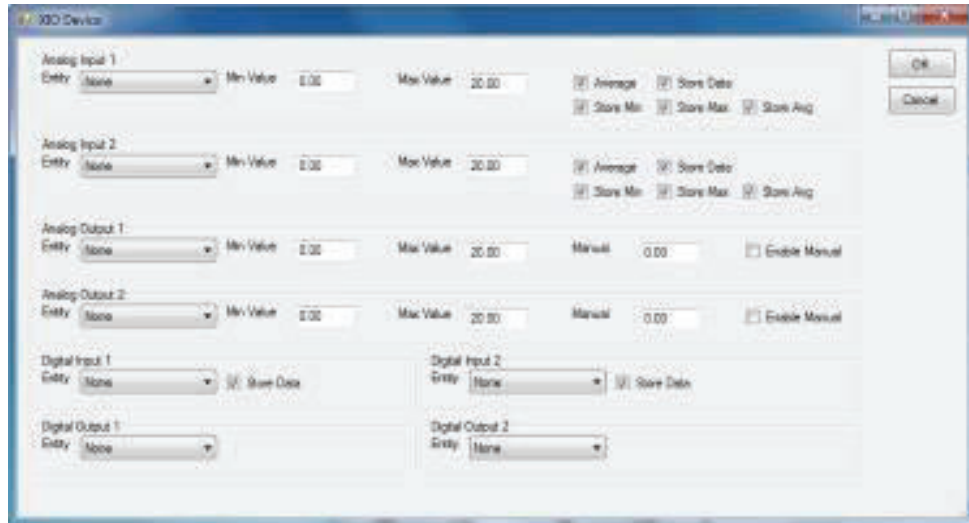 XIO Device
Analog Input 1
Entity None Min Value 0.00 Max Value 20.00 Average Store Data OK
Store Min Store Max Store Avg Cancel
Analog Input 2
Entity None Min Value 0.00 Max Value 20.00 Average Store Data
Store Min Store Max Store Avg
Analog Output 1
Entity None Min Value 0.00 Max Value 20.00 Manual 0.00 Enable Manual
Analog Output 2
Entity None Min Value 0.00 Max Value 20.00 Manual 0.00 Enable Manual
Digital Input 1 Digital Input 2
Entity None Store Data Entity None Store Data
Digital Output 1 Digital Output 2
Entity None Entity None